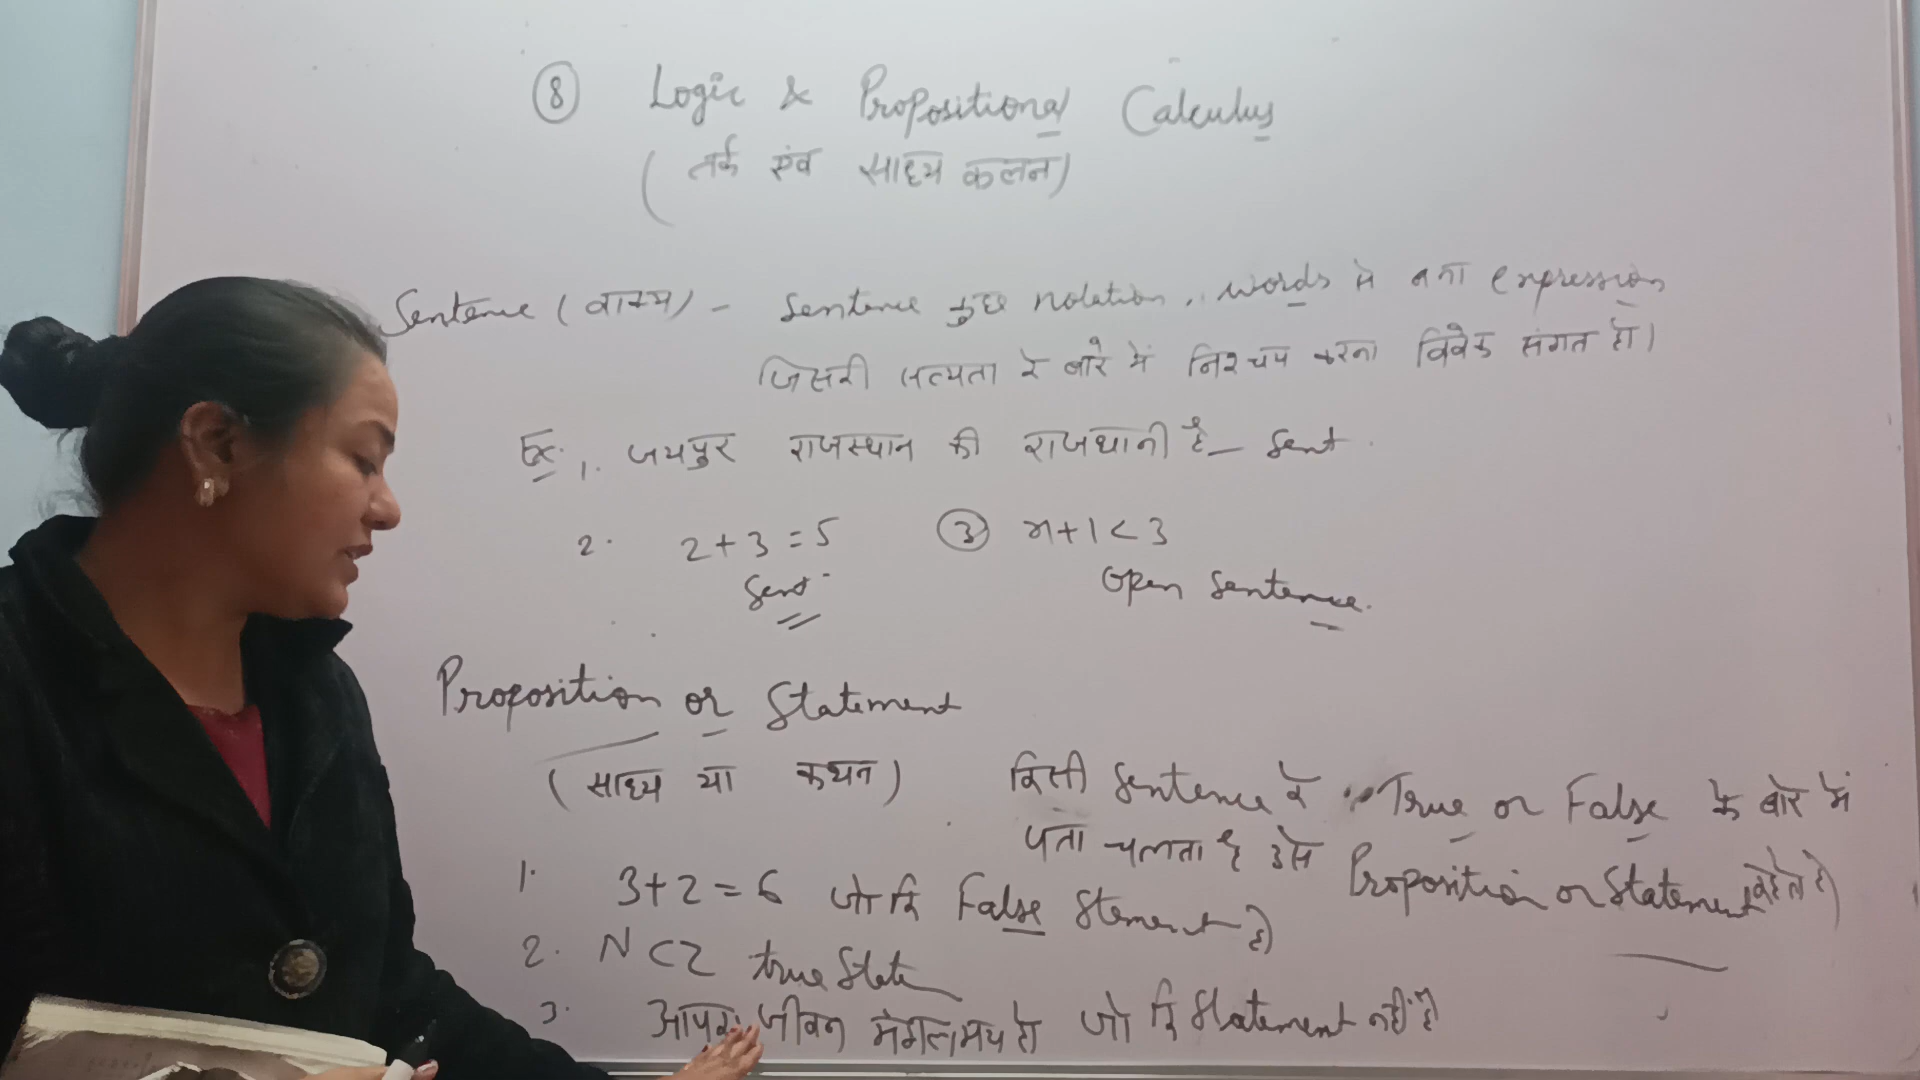 ⑧ Logic & Propositional Calculus
( तर्क एंव साध्य कलन)
Sentence (वाक्य) - Sentence कुछ notation, words से बना expression
जिसकी सत्यता के बारे में निश्चय करना विवेक संगत हो।
Ex. 1. जयपुर राजस्थान की राजधानी है - Sent.
2. 2+3=5 ③ x+1<3
Sent. Open Sentence.
Proposition or Statement
(साध्य या कथन) किसी Sentence के True or False के बारे में
पता चलता है उसे Proposition or Statement कहते है
1. 3+2=6 जो कि False Stement है
2. N⊂Z true State
3. आपका जीवन मंगलमय हो जो कि Statement नहीं है